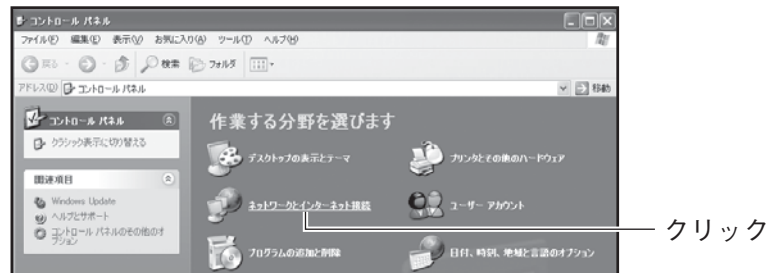 コントロール パネル
ファイル(F) 編集(E) 表示(V) お気に入り(A) ツール(T) ヘルプ(H)
戻る 検索 フォルダ
アドレス(D) コントロール パネル 移動
コントロール パネル
クラシック表示に切り替える
関連項目
Windows Update
ヘルプとサポート
コントロール パネルのその他のオプション
作業する分野を選びます
デスクトップの表示とテーマ
プリンタとその他のハードウェア
ネットワークとインターネット接続
ユーザー アカウント
プログラムの追加と削除
日付、時刻、地域と言語のオプション
クリック